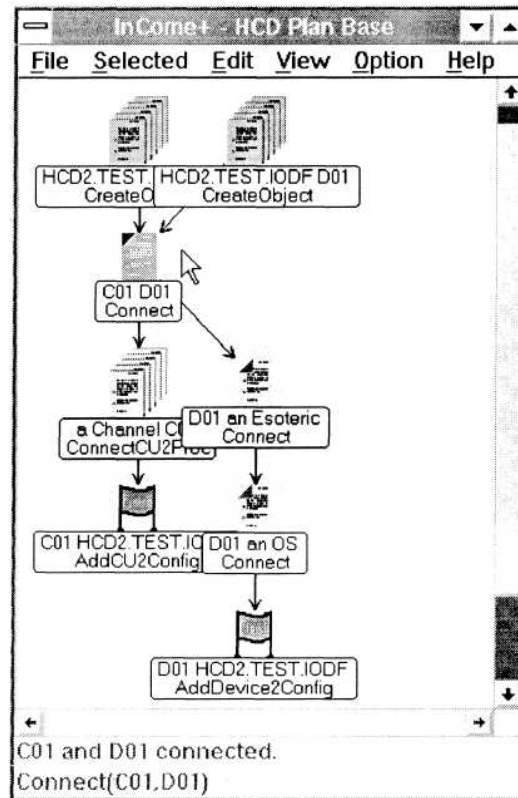 InCome+ - HCD Plan Base
File Selected Edit View Option Help
HCD2.TEST. HCD2.TEST.IODF D01
CreateO CreateObject
C01 D01
Connect
a Channel C0
ConnectCU2Proc
D01 an Esoteric
Connect
C01 HCD2.TEST.IO
AddCU2Config
D01 an OS
Connect
D01 HCD2.TEST.IODF
AddDevice2Config
C01 and D01 connected.
Connect(C01,D01)